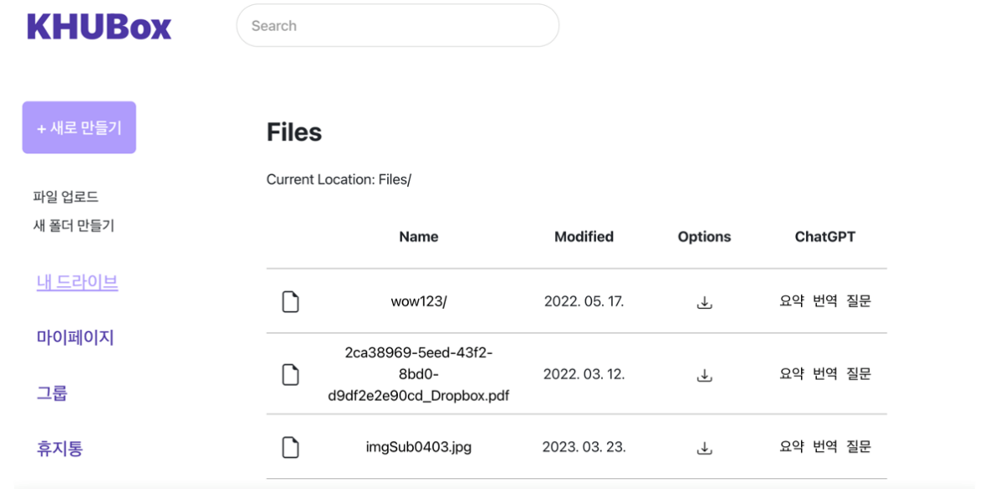 KHUBox
Search
+ 새로 만들기
파일 업로드
새 폴더 만들기
내 드라이브
마이페이지
그룹
휴지통
Files
Current Location: Files/
Name Modified Options ChatGPT
wow123/ 2022. 05. 17. 요약 번역 질문
2ca38969-5eed-43f2-
8bd0-
d9df2e2e90cd_Dropbox.pdf 2022. 03. 12. 요약 번역 질문
imgSub0403.jpg 2023. 03. 23. 요약 번역 질문